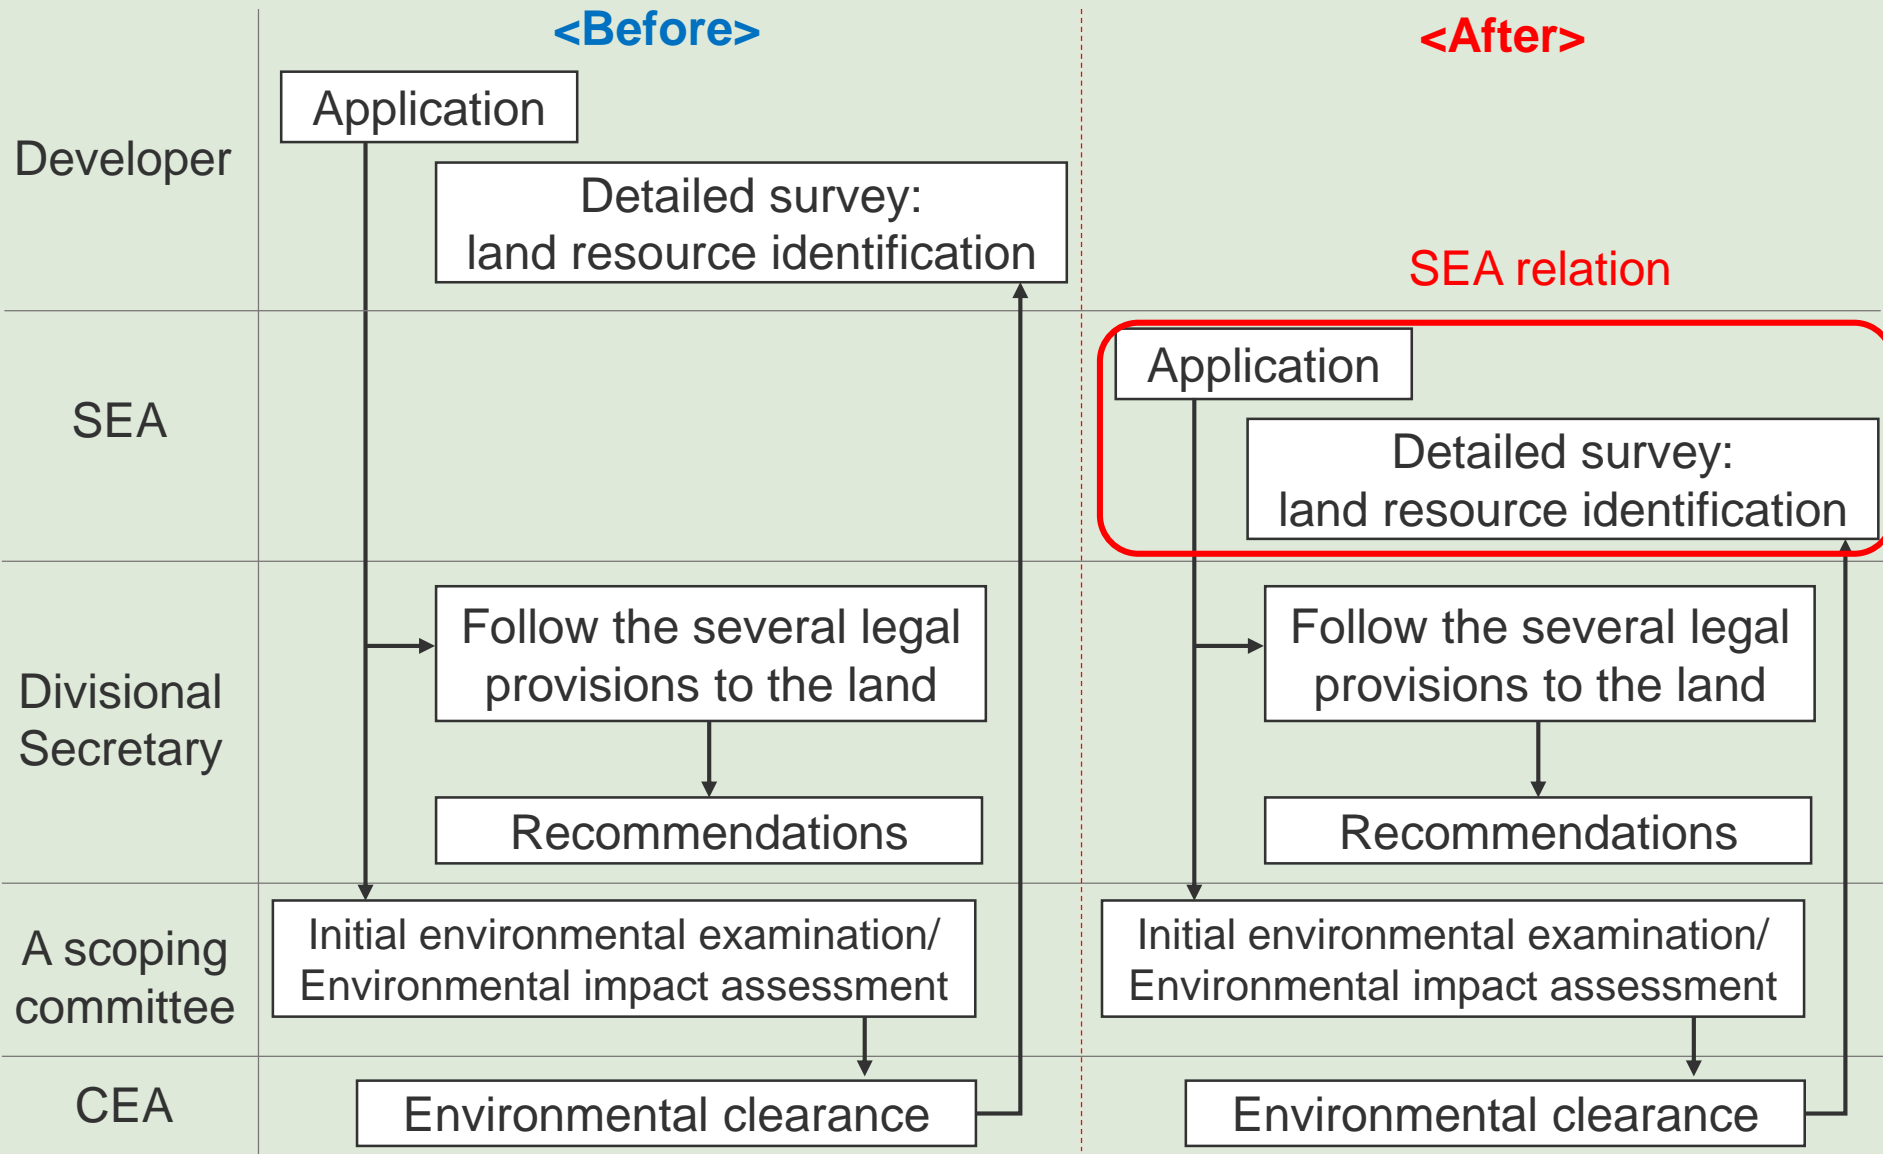 <Before>
<After>
Developer
Application
Detailed survey:
land resource identification
SEA relation
SEA
Application
Detailed survey:
land resource identification
Divisional
Secretary
Follow the several legal
provisions to the land
Recommendations
Follow the several legal
provisions to the land
Recommendations
A scoping
committee
Initial environmental examination/
Environmental impact assessment
Initial environmental examination/
Environmental impact assessment
CEA
Environmental clearance
Environmental clearance